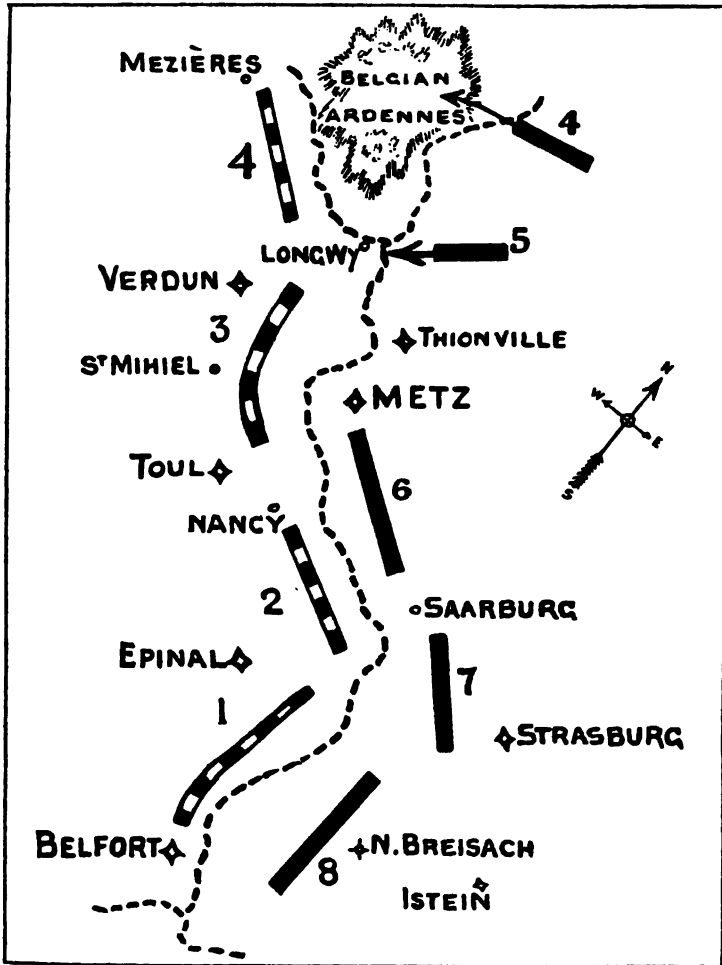 MEZIÈRES
BELGIAN
ARDENNES
4
4
LONGWY
5
VERDUN
3
THIONVILLE
ST MIHIEL
METZ
N
W
E
S
TOUL
6
NANCY
2
SAARBURG
EPINAL
7
1
STRASBURG
BELFORT
8
N. BREISACH
ISTEIN